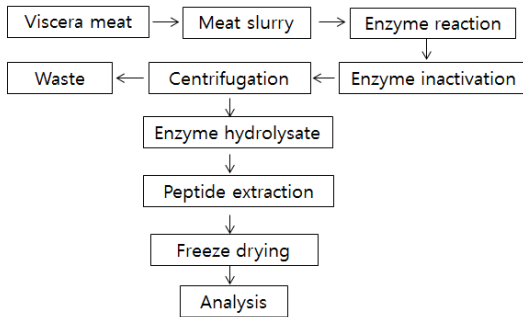 Viscera meat
Meat slurry
Enzyme reaction
Waste
Centrifugation
Enzyme inactivation
Enzyme hydrolysate
Peptide extraction
Freeze drying
Analysis